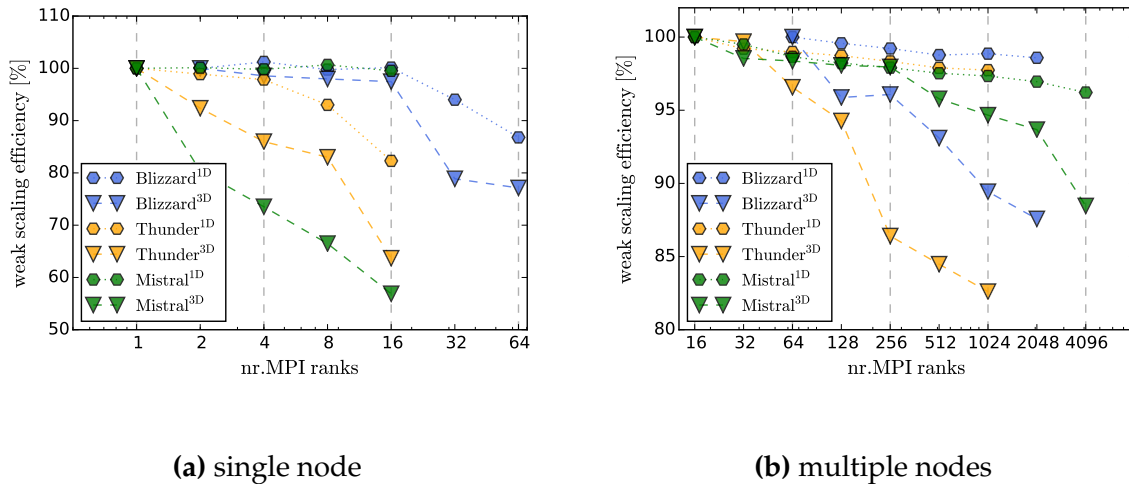 110
100
90
80
70
60
50
weak scaling efficiency [%]
Blizzard1D
Blizzard3D
Thunder1D
Thunder3D
Mistral1D
Mistral3D
1 2 4 8 16 32 64
nr.MPI ranks
(a) single node
100
95
90
85
80
weak scaling efficiency [%]
Blizzard1D
Blizzard3D
Thunder1D
Thunder3D
Mistral1D
Mistral3D
16 32 64 128 256 512 1024 2048 4096
nr.MPI ranks
(b) multiple nodes